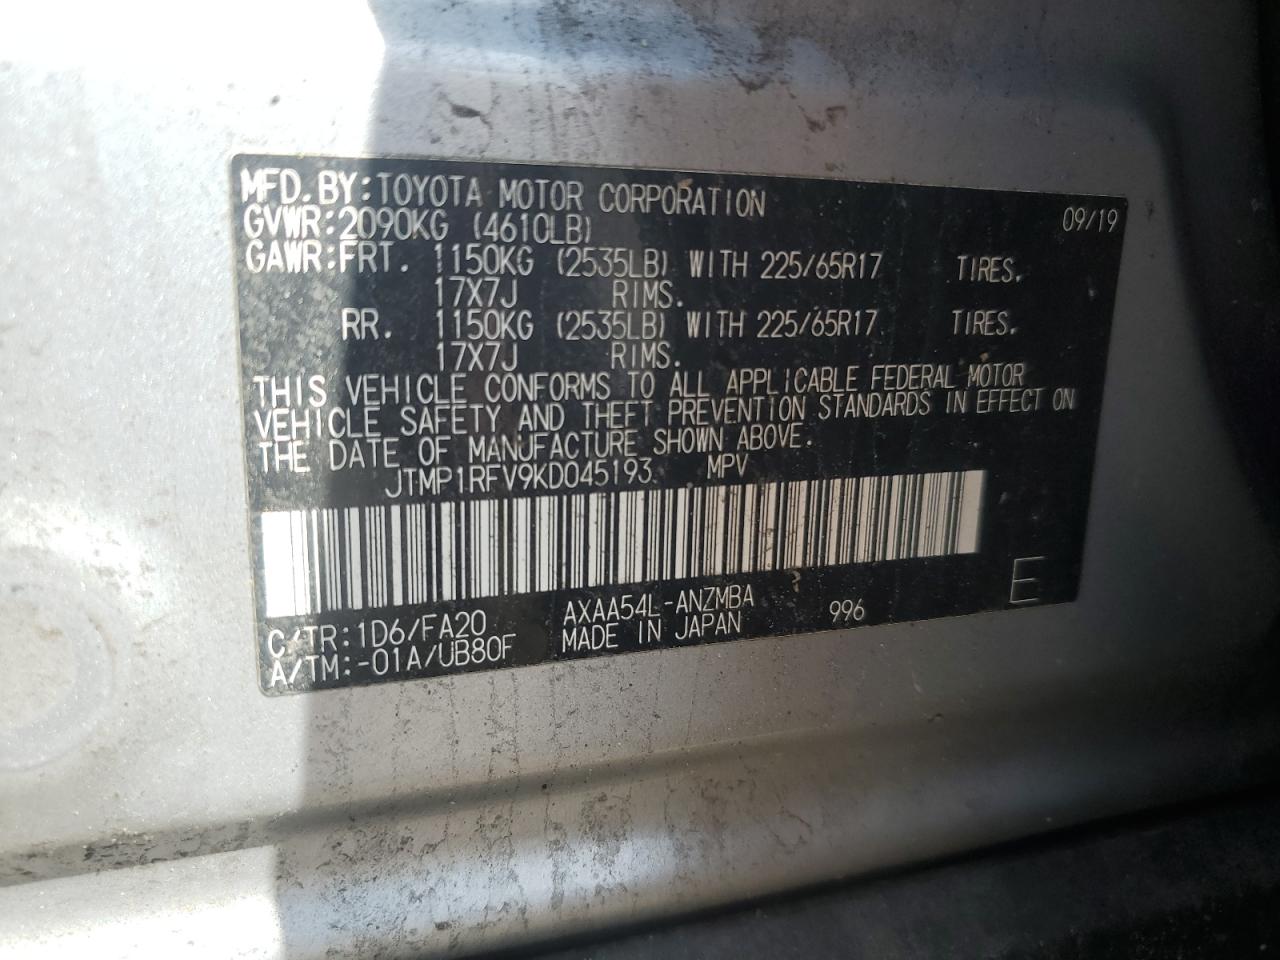 MFD. BY: TOYOTA MOTOR CORPORATION 09/19
GVWR: 2090KG (4610LB)
GAWR: FRT. 1150KG (2535LB) WITH 225/65R17 TIRES.
17X7J RIMS.
RR. 1150KG (2535LB) WITH 225/65R17 TIRES.
17X7J RIMS.
THIS VEHICLE CONFORMS TO ALL APPLICABLE FEDERAL MOTOR
VEHICLE SAFETY AND THEFT PREVENTION STANDARDS IN EFFECT ON
THE DATE OF MANUFACTURE SHOWN ABOVE.
JTMP1RFV9KD045193 MPV
E
C/TR: 1D6/FA20 AXAA54L-ANZMBA 996
A/TM: -01A/UB80F MADE IN JAPAN